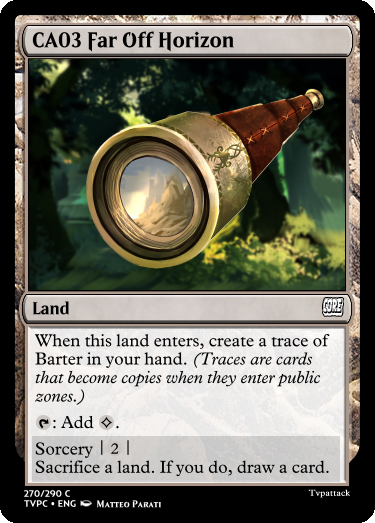 CA03 Far Off Horizon
Land
CORE
When this land enters, create a trace of
Barter in your hand. (Traces are cards
that become copies when they enter public
zones.)
: Add .
Sorcery | 2 |
Sacrifice a land. If you do, draw a card.
270/290 C
Tvpattack
TVPC • ENG Matteo Parati